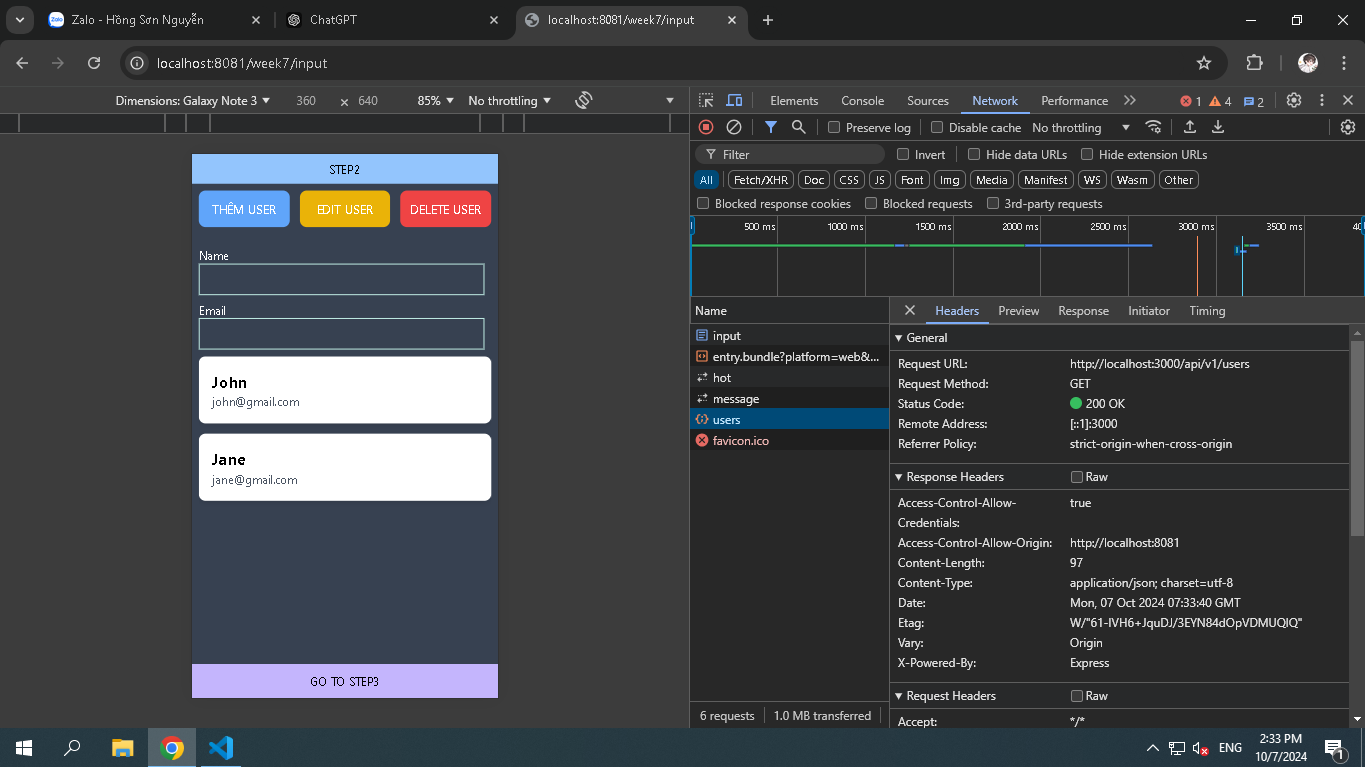 Zalo - Hồng Sơn Nguyễn
ChatGPT
localhost:8081/week7/input
localhost:8081/week7/input
Dimensions: Galaxy Note 3
360 × 640
85%
No throttling
Elements
Console
Sources
Network
Performance
1
4
2
Preserve log
Disable cache
No throttling
Filter
Invert
Hide data URLs
Hide extension URLs
All
Fetch/XHR
Doc
CSS
JS
Font
Img
Media
Manifest
WS
Wasm
Other
Blocked response cookies
Blocked requests
3rd-party requests
500 ms
1000 ms
1500 ms
2000 ms
2500 ms
3000 ms
3500 ms
40
STEP2
THÊM USER
EDIT USER
DELETE USER
Name
Email
John
john@gmail.com
Jane
jane@gmail.com
GO TO STEP3
Name
input
entry.bundle?platform=web&...
hot
message
users
favicon.ico
6 requests
1.0 MB transferred
Headers
Preview
Response
Initiator
Timing
General
Request URL: http://localhost:3000/api/v1/users
Request Method: GET
Status Code: 200 OK
Remote Address: [::1]:3000
Referrer Policy: strict-origin-when-cross-origin
Response Headers
Raw
Access-Control-Allow- true
Credentials:
Access-Control-Allow-Origin: http://localhost:8081
Content-Length: 97
Content-Type: application/json; charset=utf-8
Date: Mon, 07 Oct 2024 07:33:40 GMT
Etag: W/"61-IVH6+JquDJ/3EYN84dOpVDMUQIQ"
Vary: Origin
X-Powered-By: Express
Request Headers
Raw
Accept: */*
ENG
2:33 PM
10/7/2024
1